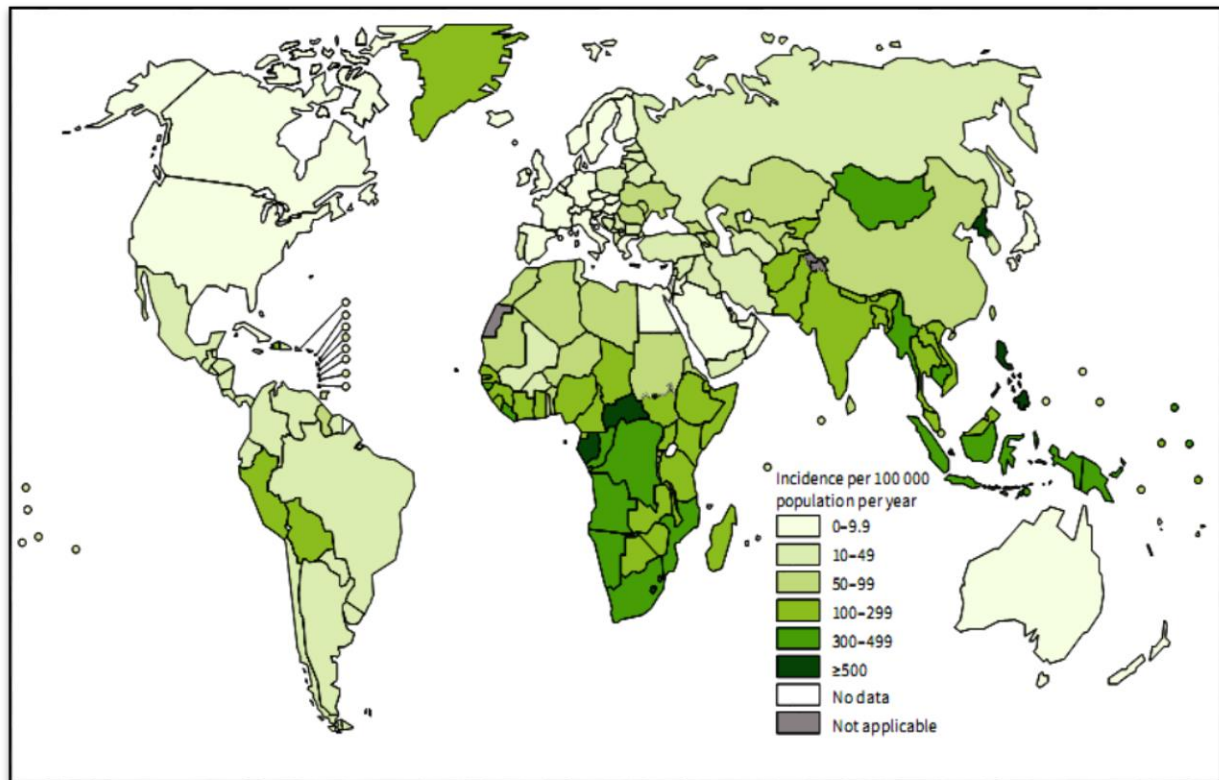 Incidence per 100 000
population per year
0–9.9
10–49
50–99
100–299
300–499
≥500
No data
Not applicable